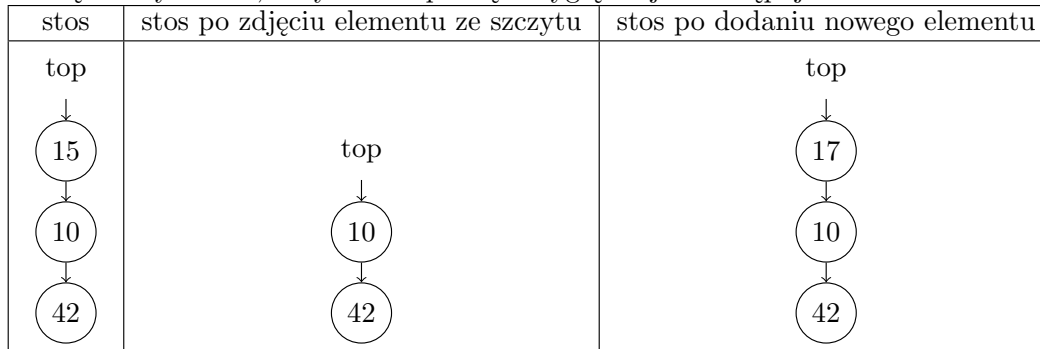 stos stos po zdjęciu elementu ze szczytu stos po dodaniu nowego elementu
top top
15 top 17
10 10 10
42 42 42